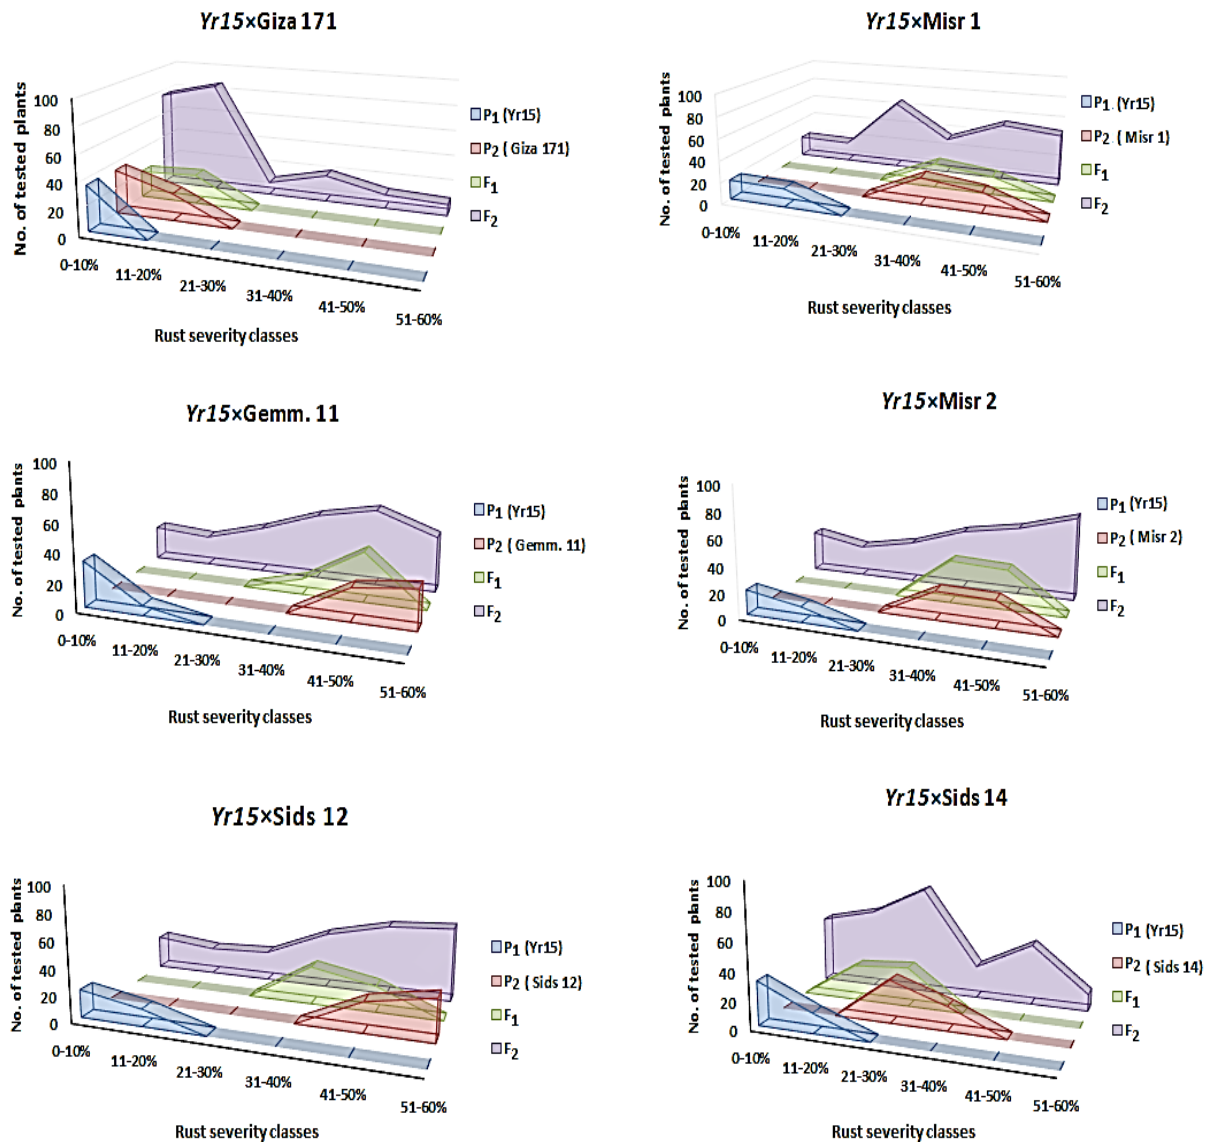 Yr15×Giza 171
No. of tested plants
100
80
60
40
20
0
0-10%
11-20%
21-30%
31-40%
41-50%
51-60%
Rust severity classes
P1 (Yr15)
P2 ( Giza 171)
F1
F2
Yr15×Misr 1
No. of tested plants
100
80
60
40
20
0
0-10%
11-20%
21-30%
31-40%
41-50%
51-60%
Rust severity classes
P1 (Yr15)
P2 ( Misr 1)
F1
F2
Yr15×Gemm. 11
No. of tested plants
100
80
60
40
20
0
0-10%
11-20%
21-30%
31-40%
41-50%
51-60%
Rust severity classes
P1 (Yr15)
P2 ( Gemm. 11)
F1
F2
Yr15×Misr 2
No. of tested plants
100
80
60
40
20
0
0-10%
11-20%
21-30%
31-40%
41-50%
51-60%
Rust severity classes
P1 (Yr15)
P2 ( Misr 2)
F1
F2
Yr15×Sids 12
No. of tested plants
100
80
60
40
20
0
0-10%
11-20%
21-30%
31-40%
41-50%
51-60%
Rust severity classes
P1 (Yr15)
P2 ( Sids 12)
F1
F2
Yr15×Sids 14
No. of tested plants
100
80
60
40
20
0
0-10%
11-20%
21-30%
31-40%
41-50%
51-60%
Rust severity classes
P1 (Yr15)
P2 ( Sids 14)
F1
F2